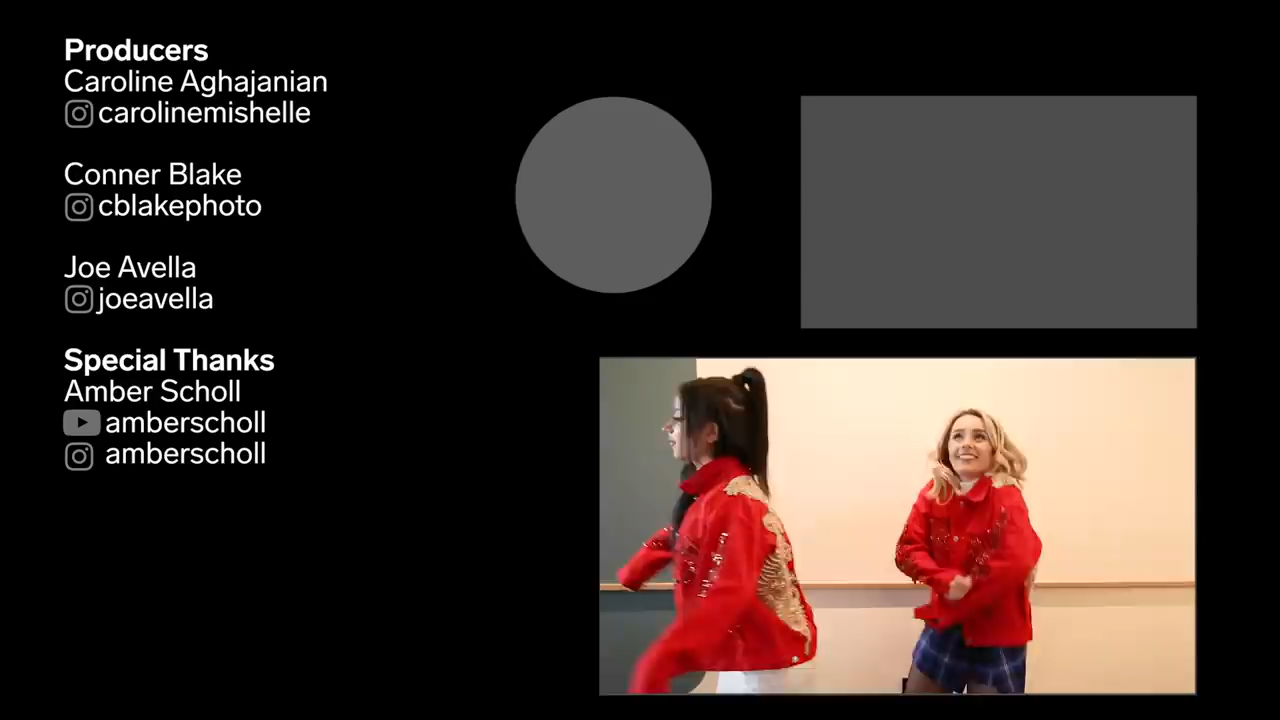 Producers
Caroline Aghajanian
carolinemishelle
Conner Blake
cblakephoto
Joe Avella
joeavella
Special Thanks
Amber Scholl
amberscholl
amberscholl